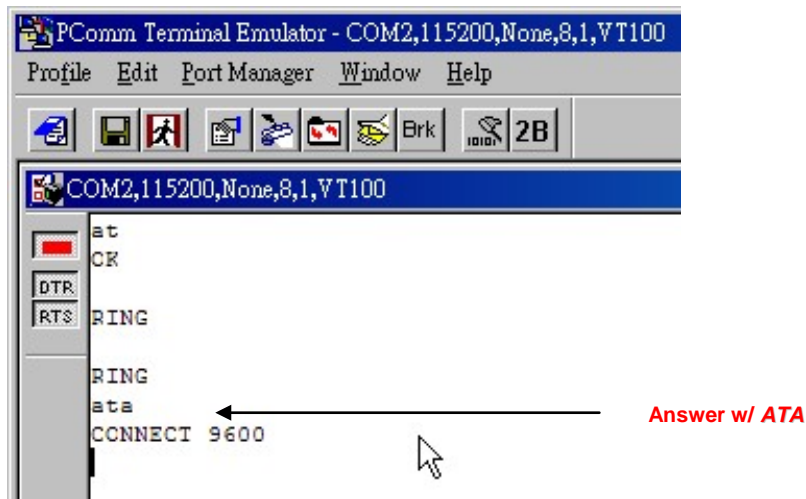 PComm Terminal Emulator - COM2,115200,None,8,1,VT100
Profile Edit Port Manager Window Help
Brk 2B
COM2,115200,None,8,1,VT100
at
OK
DTR
RTS
RING
RING
ata
Answer w/ ATA
CONNECT 9600